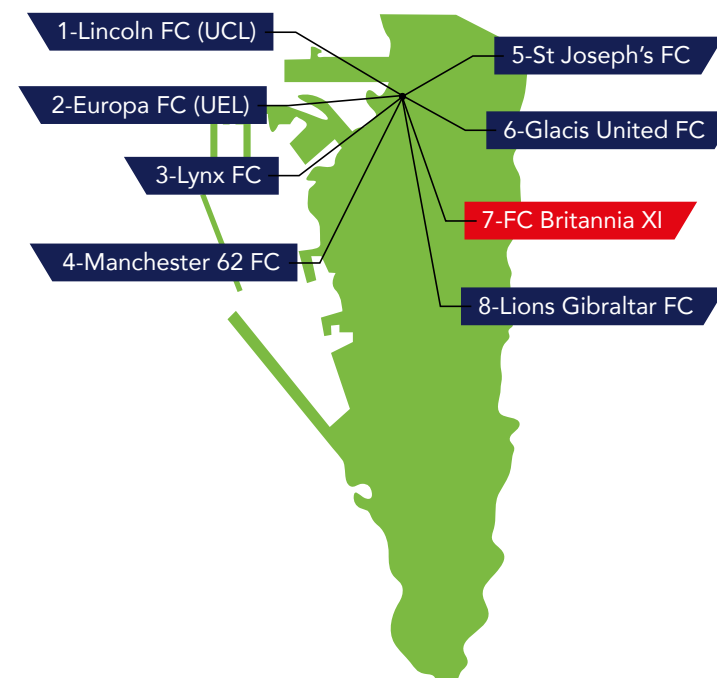 1-Lincoln FC (UCL)
2-Europa FC (UEL)
3-Lynx FC
4-Manchester 62 FC
5-St Joseph’s FC
6-Glacis United FC
7-FC Britannia XI
8-Lions Gibraltar FC